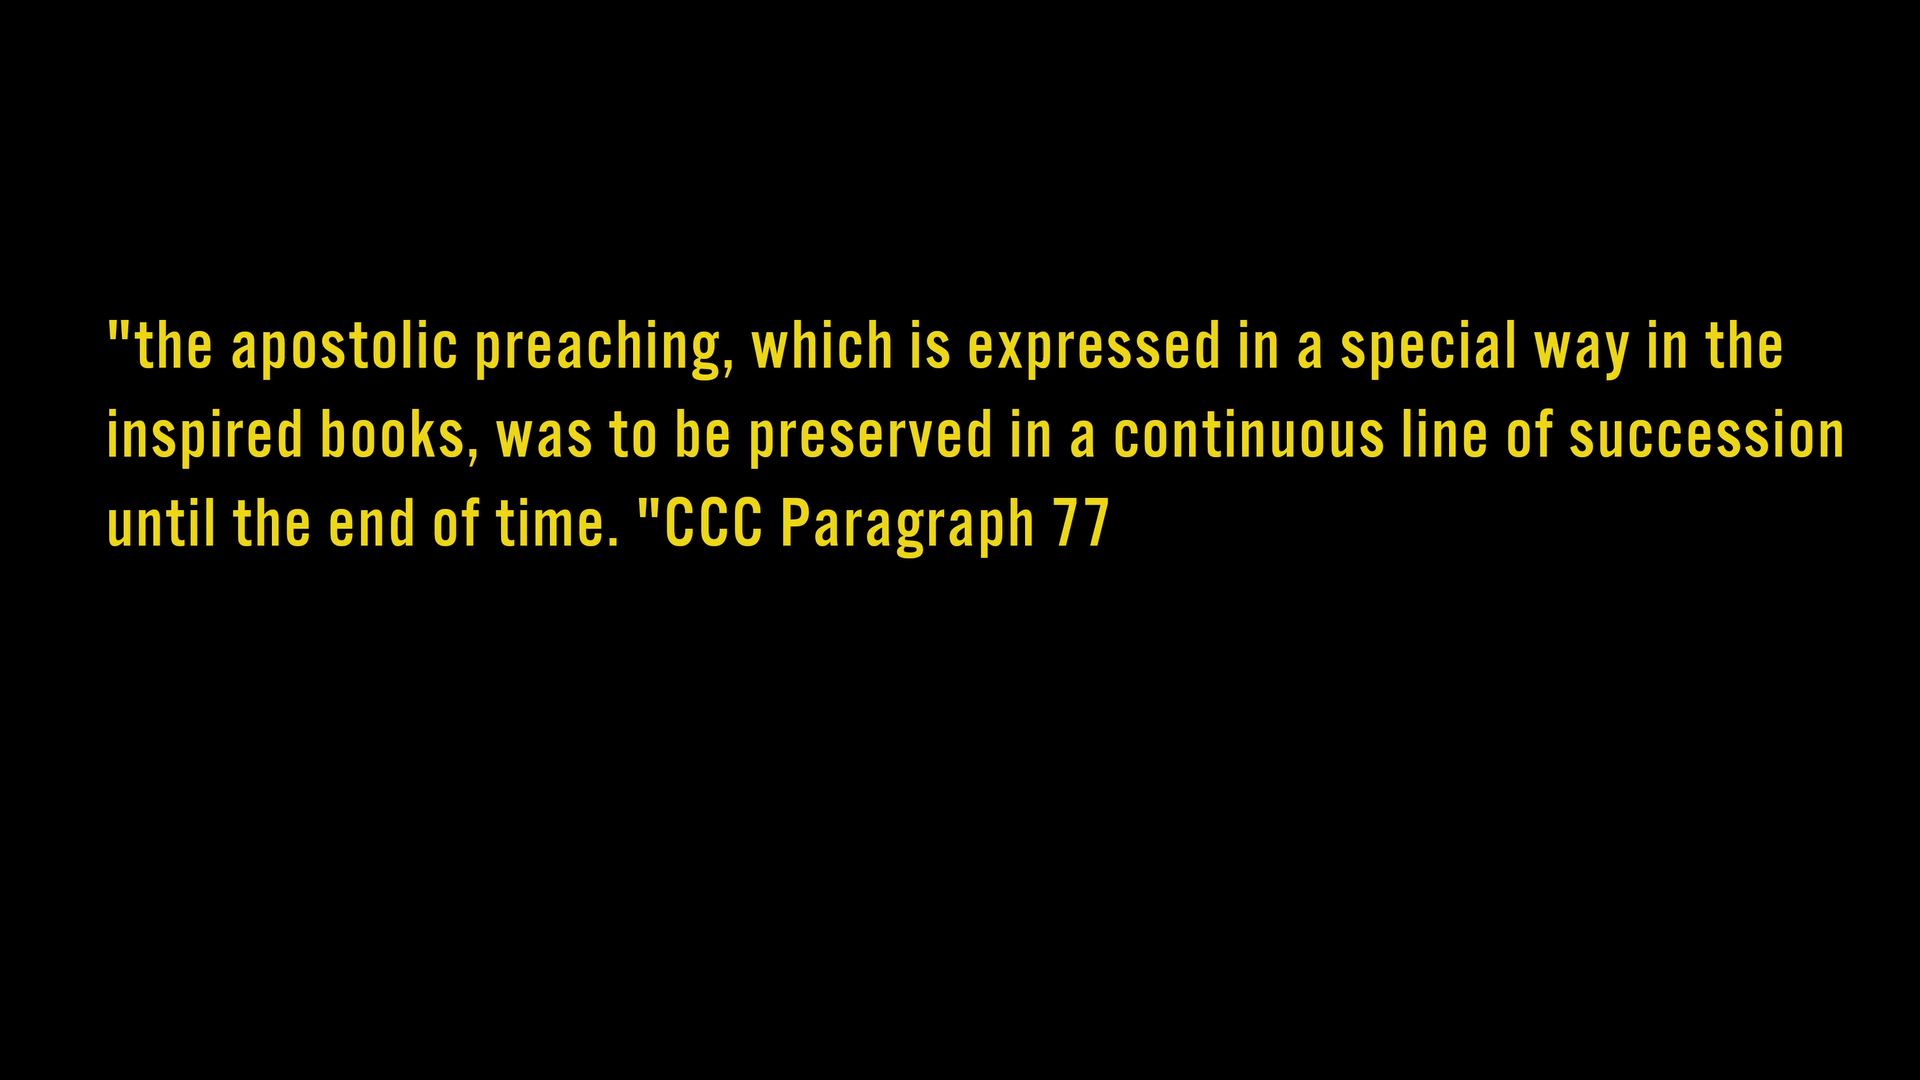 "the apostolic preaching, which is expressed in a special way in the
inspired books, was to be preserved in a continuous line of succession
until the end of time. "CCC Paragraph 77